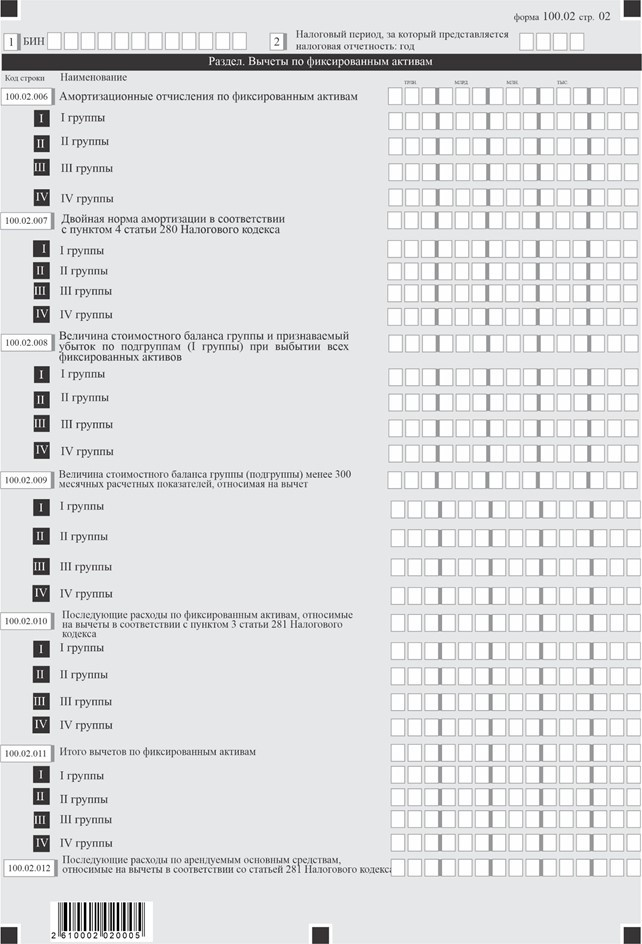 форма 100.02 стр. 02
1 БИН 2 Налоговый период, за который представляется
налоговая отчетность: год
Раздел. Вычеты по фиксированным активам
Код строки Наименование трлн. млрд. млн. тыс.
100.02.006 Амортизационные отчисления по фиксированным активам
I I группы
II II группы
III III группы
IV IV группы
100.02.007 Двойная норма амортизации в соответствии
с пунктом 4 статьи 280 Налогового кодекса
I I группы
II II группы
III III группы
IV IV группы
100.02.008 Величина стоимостного баланса группы и признаваемый
убыток по подгруппам (I группы) при выбытии всех
фиксированных активов
I I группы
II II группы
III III группы
IV IV группы
100.02.009 Величина стоимостного баланса группы (подгруппы) менее 300
месячных расчетных показателей, относимая на вычет
I I группы
II II группы
III III группы
IV IV группы
100.02.010 Последующие расходы по фиксированным активам, относимые
на вычеты в соответствии с пунктом 3 статьи 281 Налогового
кодекса
I I группы
II II группы
III III группы
IV IV группы
100.02.011 Итого вычетов по фиксированным активам
I I группы
II II группы
III III группы
IV IV группы
100.02.012 Последующие расходы по арендуемым основным средствам,
относимые на вычеты в соответствии со статьей 281 Налогового кодекса
2610002020005